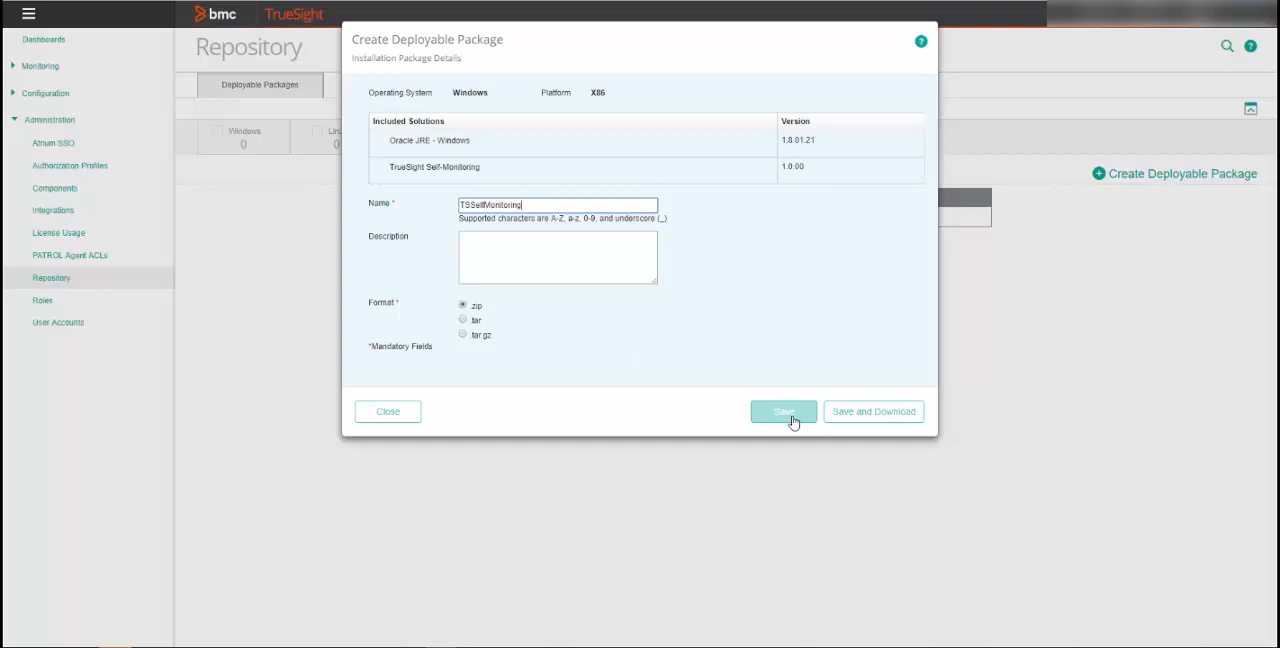 bmc TrueSight
Dashboards
Monitoring
Configuration
Administration
Atrium SSO
Authorization Profiles
Components
Integrations
License Usage
PATROL Agent ACLs
Repository
Roles
User Accounts
Repository
Deployable Packages
Windows
0
Create Deployable Package
Create Deployable Package
Installation Package Details
Operating System Windows Platform X86
Included Solutions Version
Oracle JRE - Windows 1.8.01.21
TrueSight Self-Monitoring 1.0.00
Name * TSSelfMonitoring
Supported characters are A-Z, a-z, 0-9, and underscore (_)
Description
Format * .zip
.tar
.tar.gz
*Mandatory Fields
Close Save Save and Download